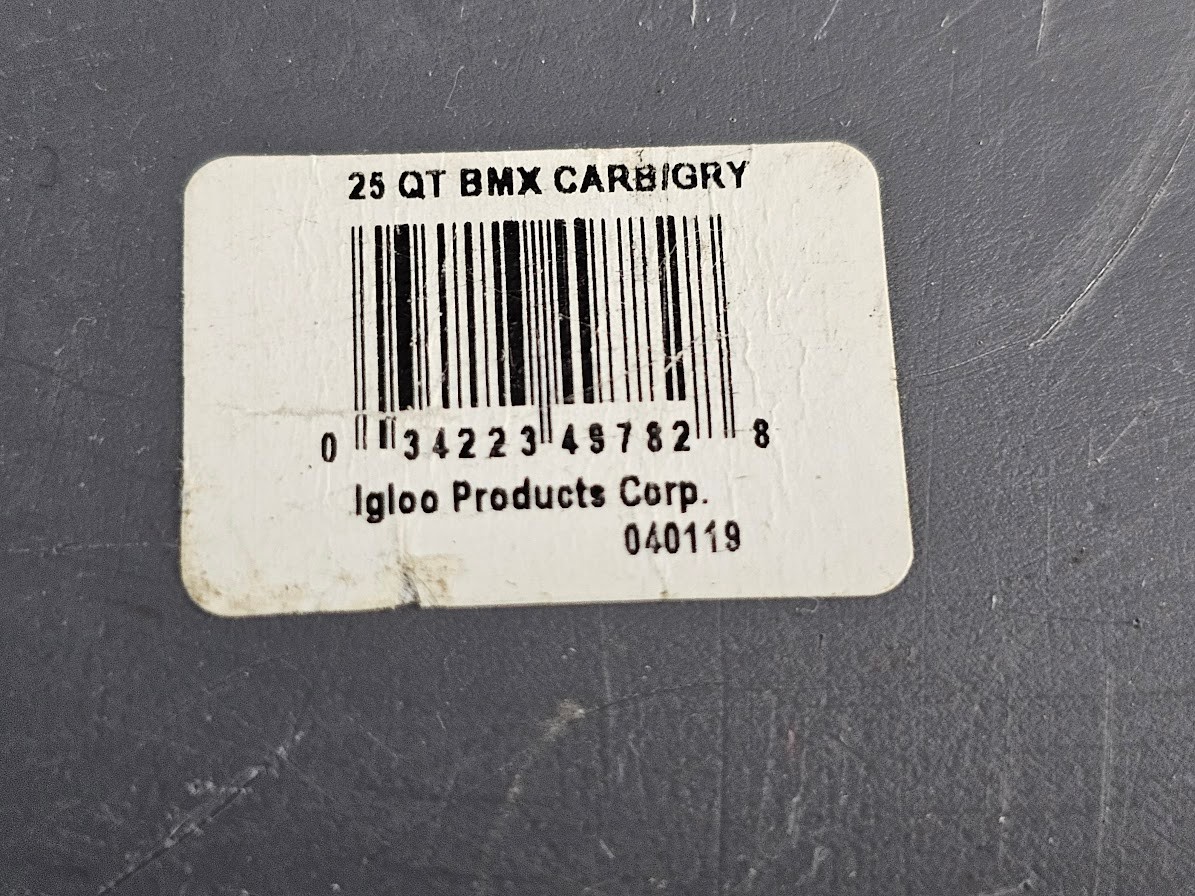 25 QT BMX CARB/GRY
0 34223 49782 8
Igloo Products Corp.
040119